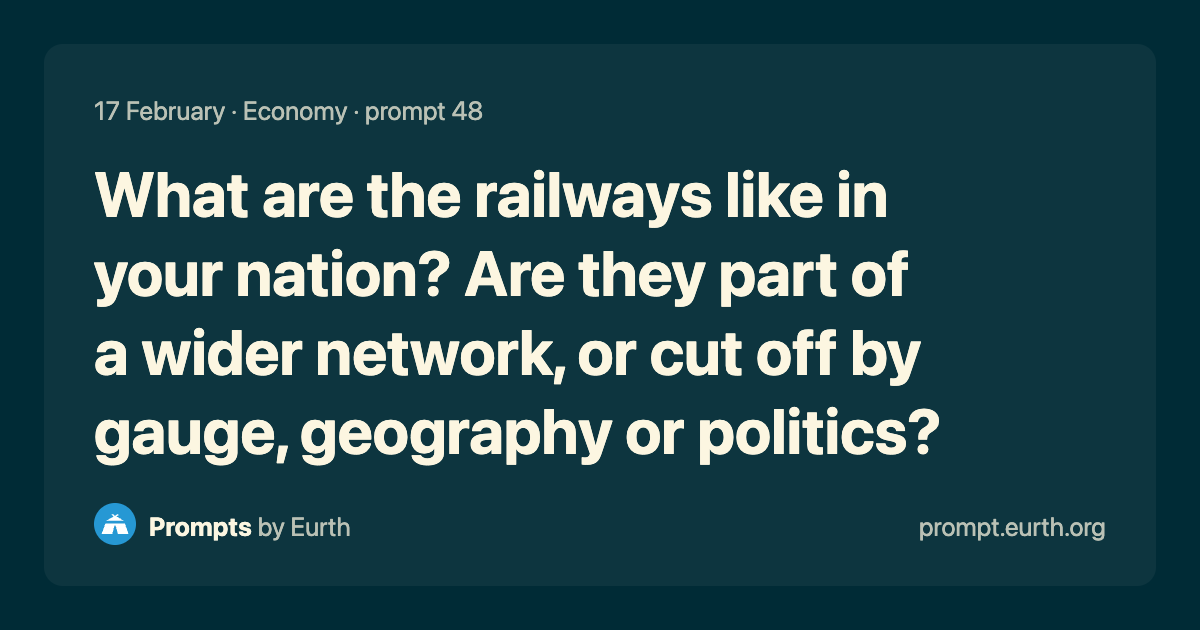 17 February · Economy · prompt 48
What are the railways like in
your nation? Are they part of
a wider network, or cut off by
gauge, geography or politics?
Prompts by Eurth
prompt.eurth.org